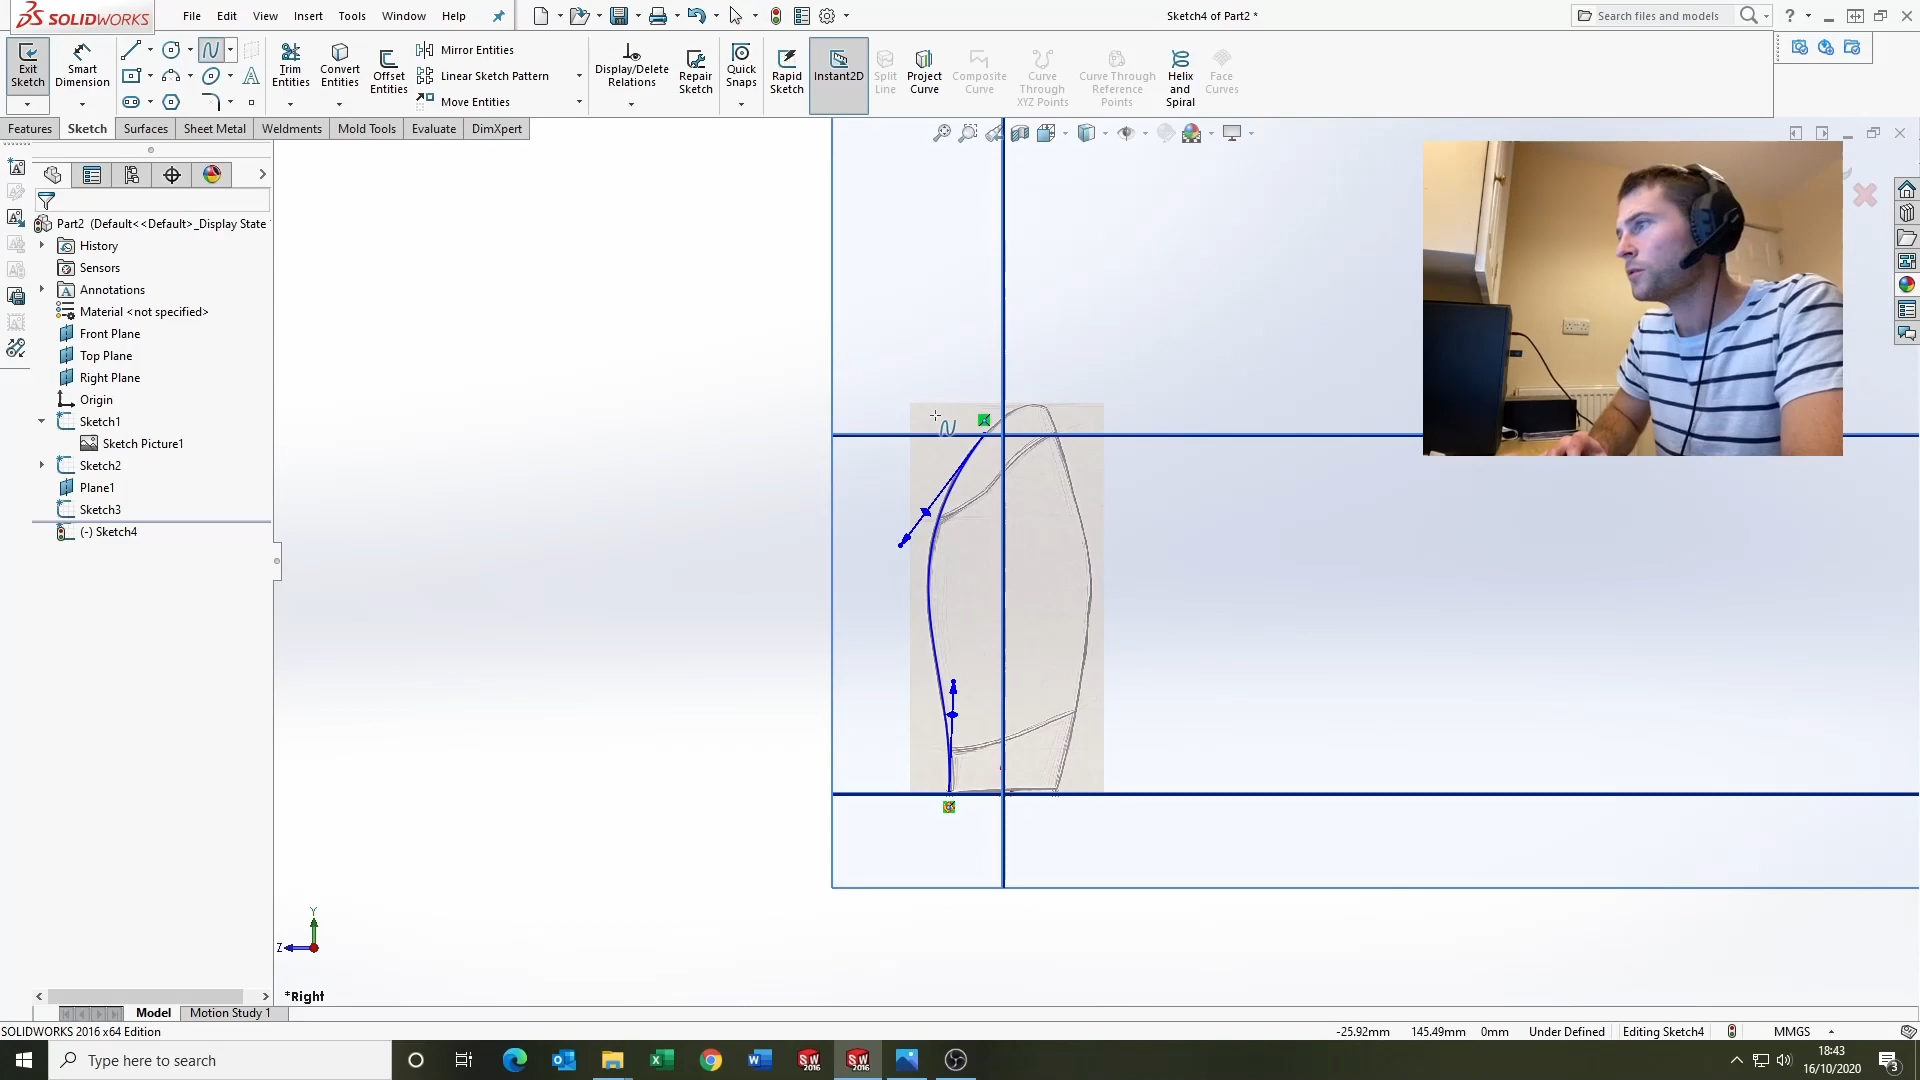 SOLIDWORKS
File Edit View Insert Tools Window Help
Sketch4 of Part2 *
Search files and models
?
Exit Sketch
Smart Dimension
Trim Entities
Convert Entities
Offset Entities
Mirror Entities
Linear Sketch Pattern
Move Entities
Display/Delete Relations
Repair Sketch
Quick Snaps
Rapid Sketch
Instant2D
Split Line
Project Curve
Composite Curve
Curve Through XYZ Points
Curve Through Reference Points
Helix and Spiral
Face Curves
Features Sketch Surfaces Sheet Metal Weldments Mold Tools Evaluate DimXpert
Part2 (Default<<Default>_Display State
History
Sensors
Annotations
Material <not specified>
Front Plane
Top Plane
Right Plane
Origin
Sketch1
Sketch Picture1
Sketch2
Plane1
Sketch3
(-) Sketch4
Y
Z
*Right
Model Motion Study 1
SOLIDWORKS 2016 x64 Edition
-25.92mm 145.49mm 0mm Under Defined Editing Sketch4 MMGS
Type here to search
SW 2016
SW 2016
18:43
16/10/2020
3